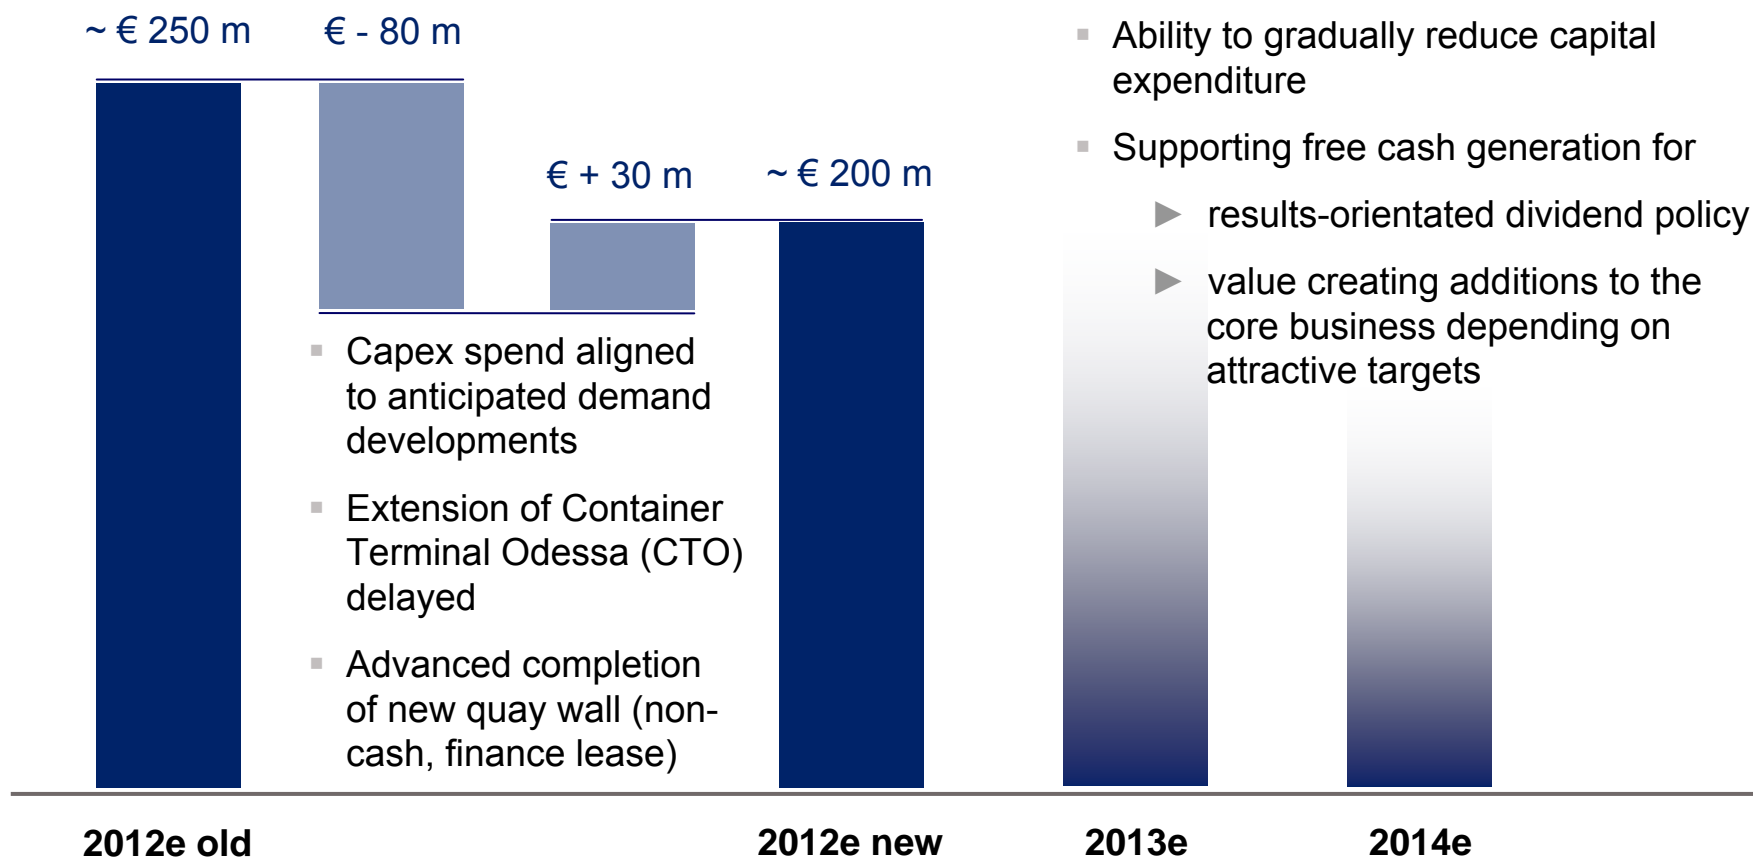 ~ € 250 m
€ - 80 m
€ + 30 m
~ € 200 m
▪ Capex spend aligned
to anticipated demand
developments
▪ Extension of Container
Terminal Odessa (CTO)
delayed
▪ Advanced completion
of new quay wall (non-
cash, finance lease)
▪ Ability to gradually reduce capital
expenditure
▪ Supporting free cash generation for
► results-orientated dividend policy
► value creating additions to the
core business depending on
attractive targets
2012e old
2012e new
2013e
2014e